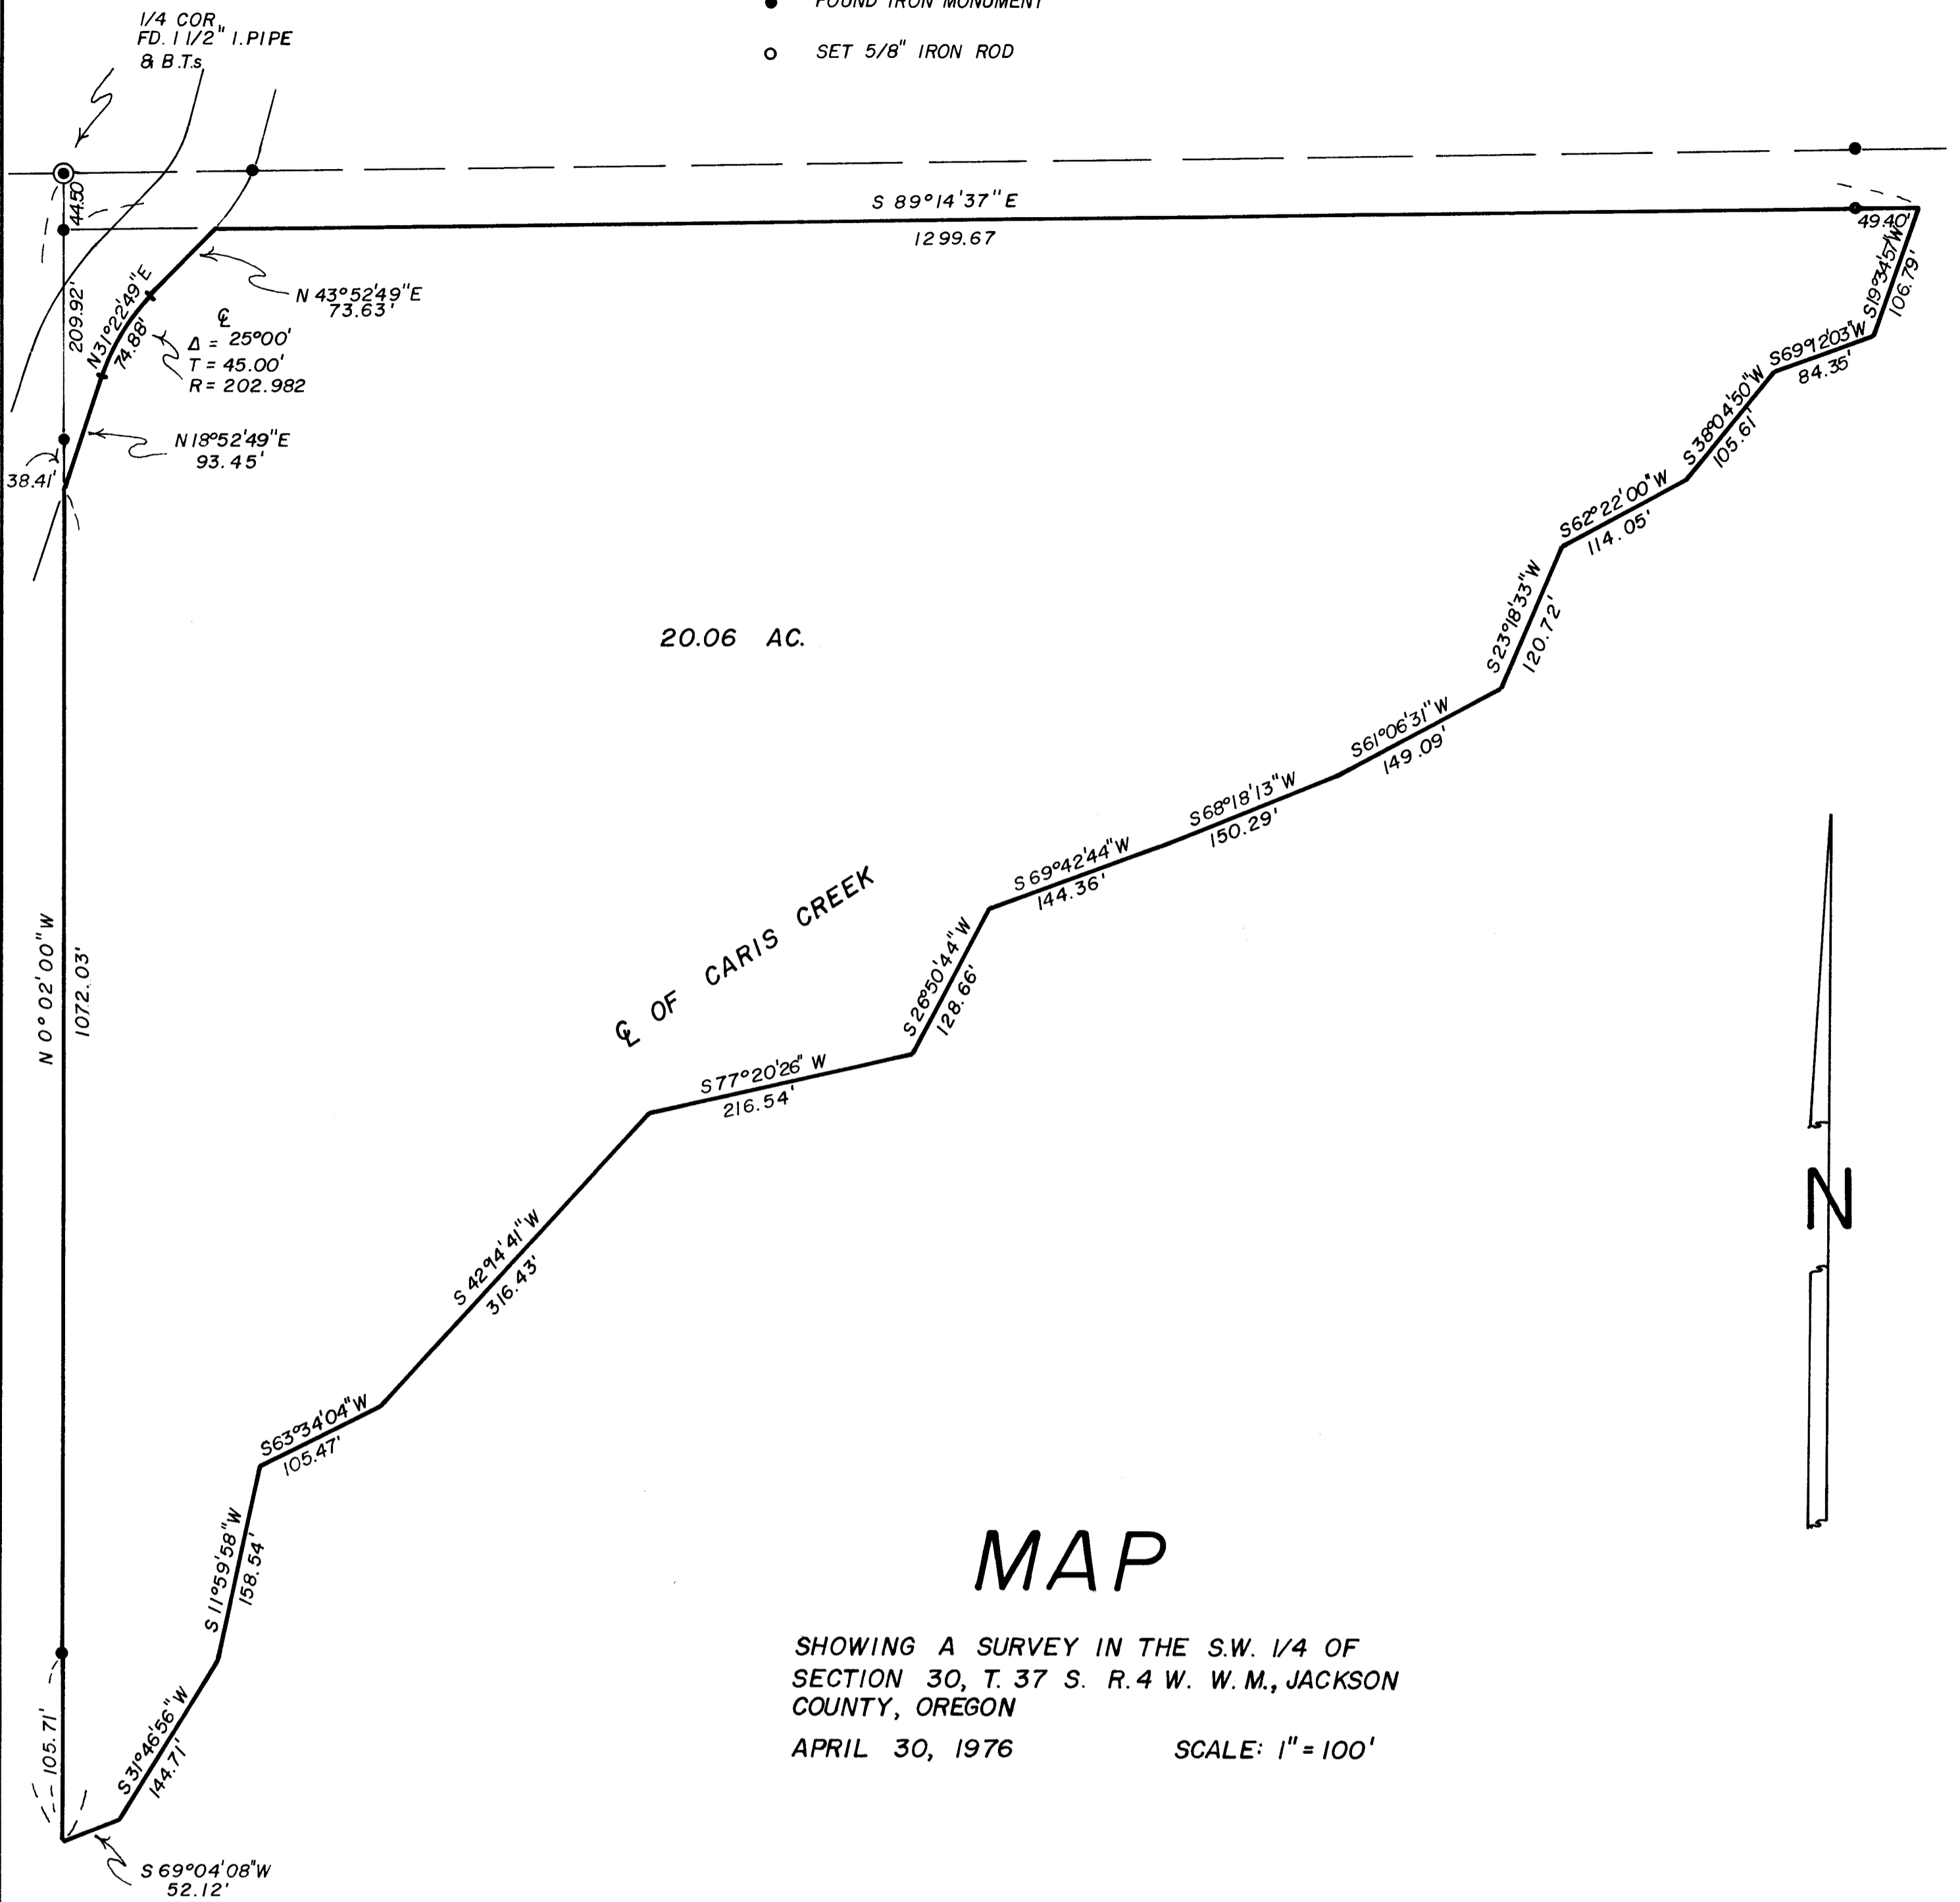 FOUND IRON MONUMENT
SET 5/8" IRON ROD
1/4 COR.
FD. 1 1/2" I. PIPE
& B.T.s
44.50
S 89°14'37"E
1299.67
49.40'
S19°34'57"W
106.79'
N 43°52'49"E
73.63'
N31°22'49"E
74.88'
209.92'
℄
Δ = 25°00'
T = 45.00'
R = 202.982
N18°52'49"E
93.45'
38.41'
S69°12'03"W
84.35'
S38°04'50"W
105.61'
S62°22'00"W
114.05'
S23°18'33"W
120.72'
20.06 AC.
S61°06'31"W
149.09'
S68°18'13"W
150.29'
S69°42'44"W
144.36'
℄ OF CARIS CREEK
S26°50'44"W
128.66'
N 0°02'00"W
1072.03'
S77°20'26" W
216.54'
N
S 42°14'41"W
316.43'
S63°34'04"W
105.47'
S11°59'58"W
158.54'
S31°46'56"W
144.71'
105.71'
S69°04'08"W
52.12'
MAP
SHOWING A SURVEY IN THE S.W. 1/4 OF
SECTION 30, T. 37 S. R. 4 W. W.M., JACKSON
COUNTY, OREGON
APRIL 30, 1976 SCALE: 1"=100'